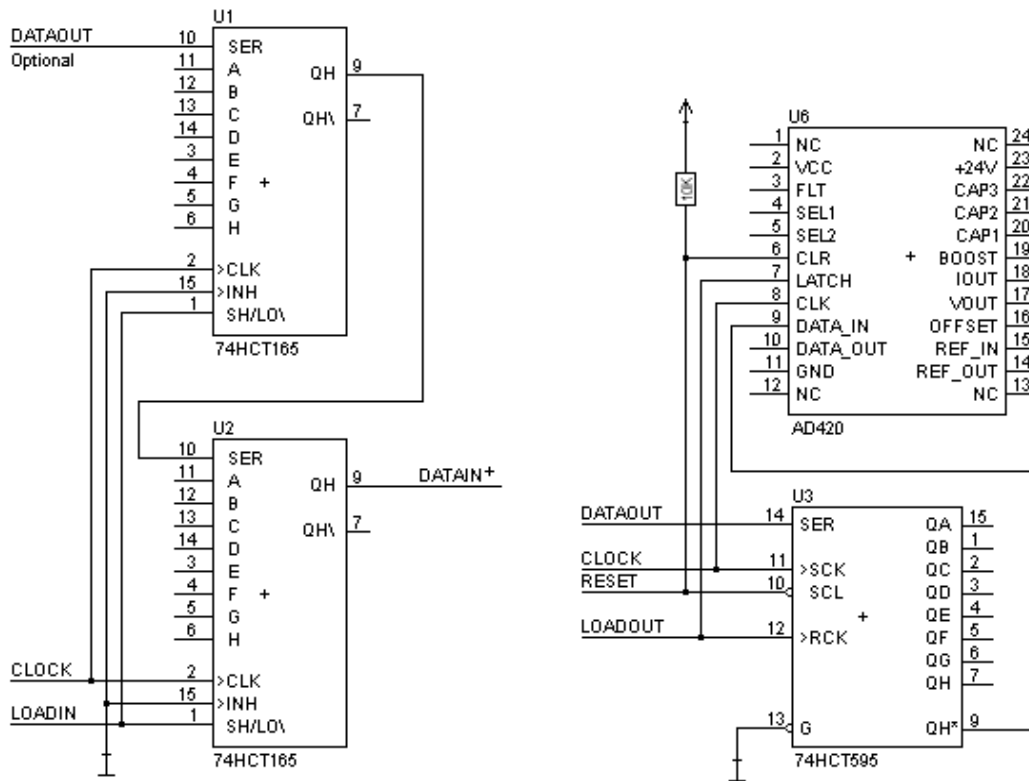 U1
DATAOUT 10 SER
Optional 11 A
12 B QH 9
13 C
14 D QH\ 7
3 E
4 F +
5 G
6 H
2 >CLK
15 >INH
1 SH/LO\
74HCT165
U2
10 SER
11 A QH 9 DATAIN+
12 B
13 C QH\ 7
14 D
3 E
4 F +
5 G
6 H
CLOCK 2 >CLK
15 >INH
LOADIN 1 SH/LO\
74HCT165
10K
U6
1 NC NC 24
2 VCC +24V 23
3 FLT CAP3 22
4 SEL1 CAP2 21
5 SEL2 CAP1 20
6 CLR + BOOST 19
7 LATCH IOUT 18
8 CLK VOUT 17
9 DATA_IN OFFSET 16
10 DATA_OUT REF_IN 15
11 GND REF_OUT 14
12 NC NC 13
AD420
U3
DATAOUT 14 SER QA 15
QB 1
CLOCK 11 >SCK QC 2
RESET 10 SCL QD 3
QE 4
LOADOUT 12 >RCK + QF 5
QG 6
QH 7
13 G QH* 9
74HCT595